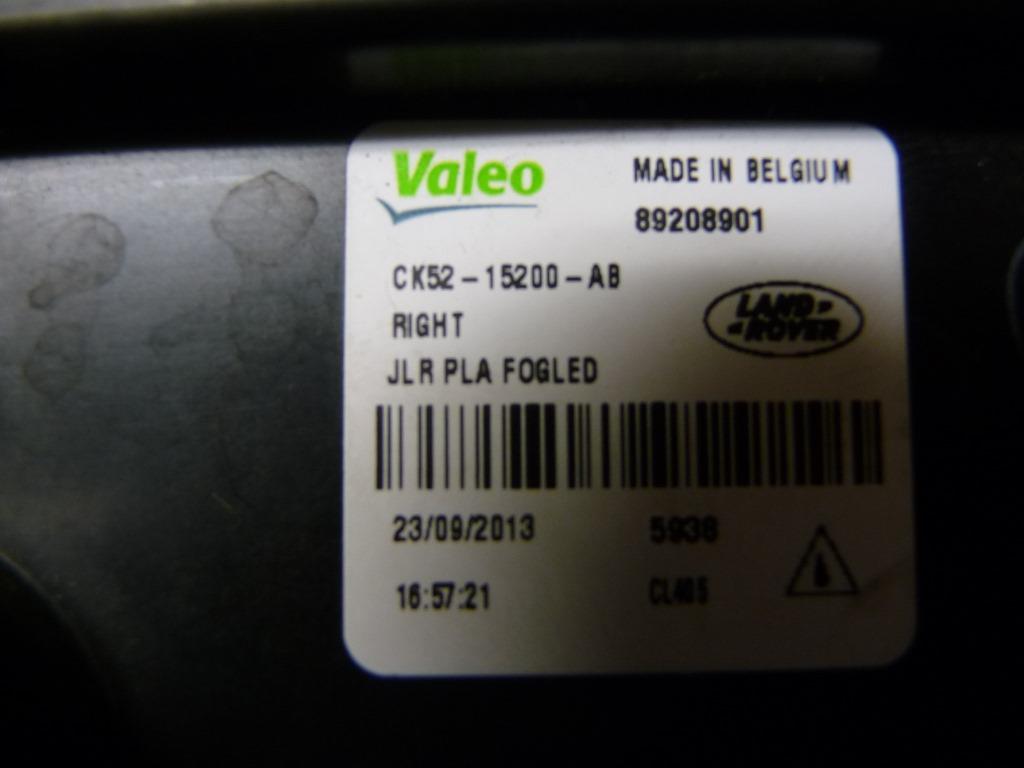 Valeo
MADE IN BELGIUM
89208901
CK52-15200-AB
RIGHT
LAND
ROVER
JLR PLA FOGLED
23/09/2013
5938
16:57:21